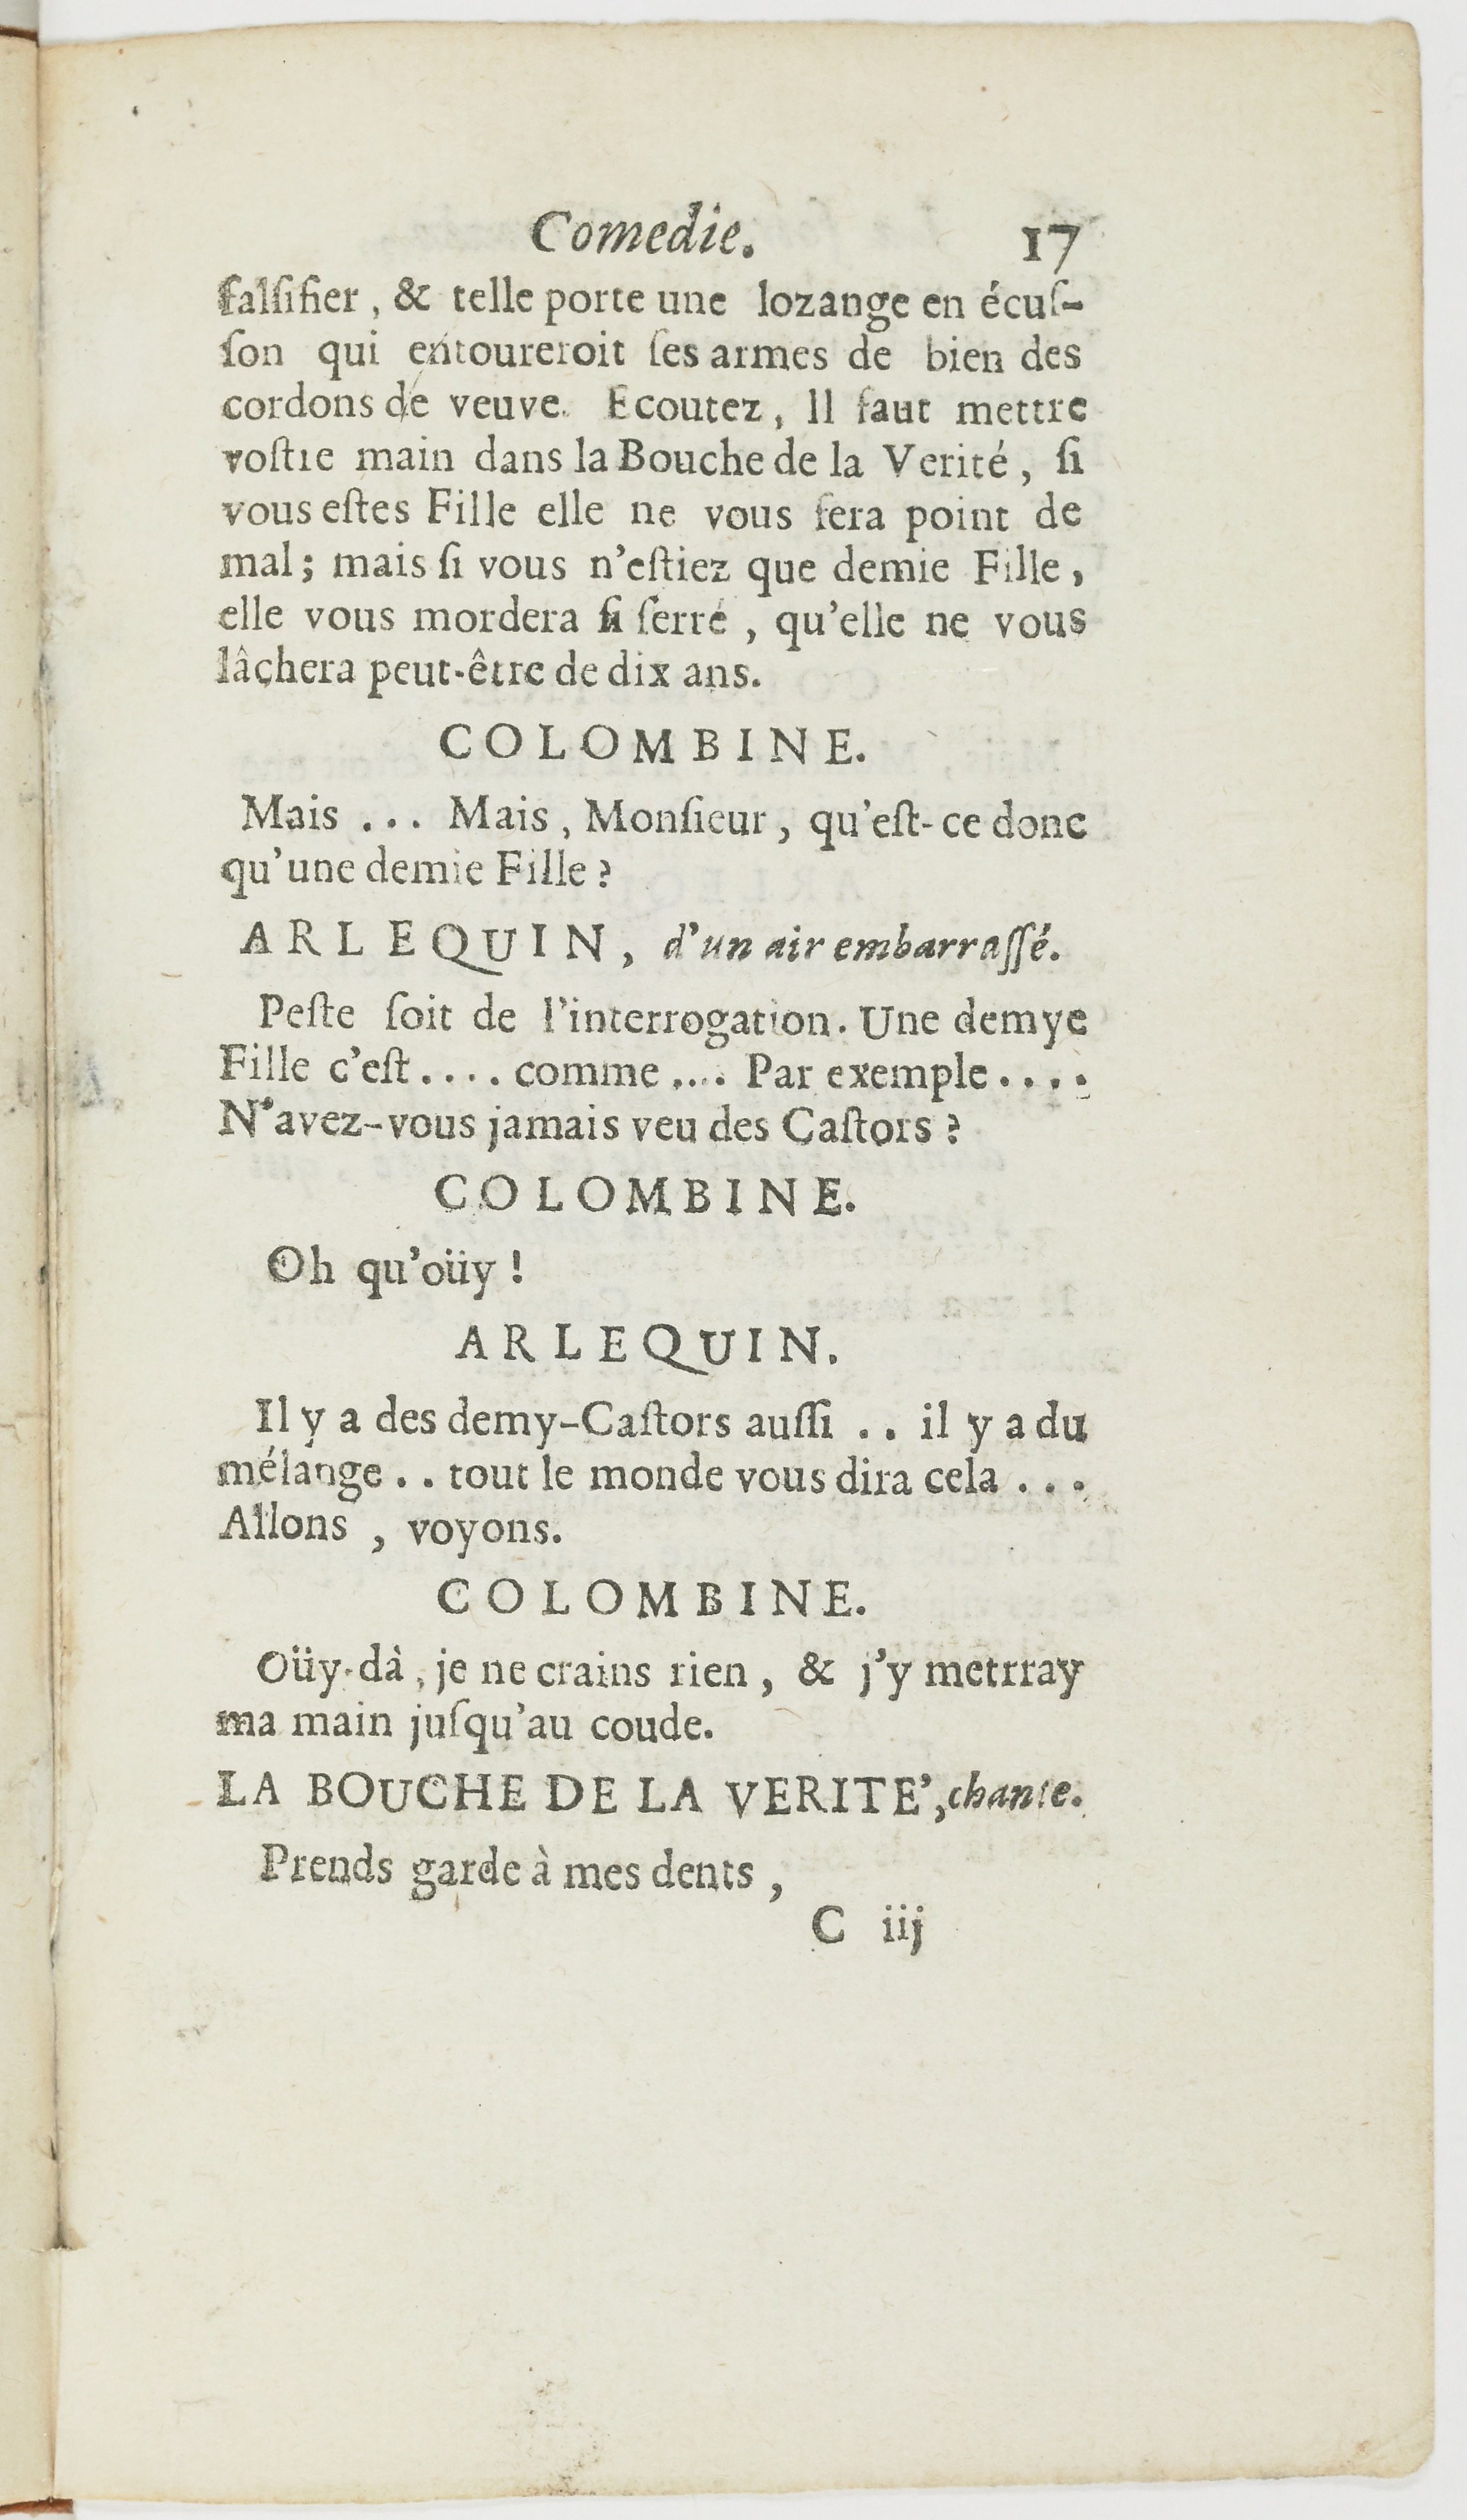 Comedie. 17
falſifier, & telle porte une lozange en écuſ-
ſon qui entoureroit ſes armes de bien des
cordons de veuve. Ecoutez, Il faut mettre
voſtre main dans la Bouche de la Verité, ſi
vous eſtes Fille elle ne vous fera point de
mal; mais ſi vous n'eſtiez que demie Fille,
elle vous mordera ſi ſerré, qu'elle ne vous
lâchera peut-être de dix ans.
COLOMBINE.
Mais ... Mais, Monſieur, qu'eſt-ce donc
qu'une demie Fille?
ARLEQUIN, d'un air embarraſſé.
Peſte ſoit de l'interrogation. Une demye
Fille c'eſt.... comme .... Par exemple....
N'avez-vous jamais veu des Caſtors?
COLOMBINE.
Oh qu'oüy!
ARLEQUIN.
Il y a des demy-Caſtors auſſi .. il y a du
mélange.. tout le monde vous dira cela ...
Allons, voyons.
COLOMBINE.
Oüy-dà, je ne crains rien, & j'y metrray
ma main juſqu'au coude.
LA BOUCHE DE LA VERITE', chante.
Prends garde à mes dents,
C iij